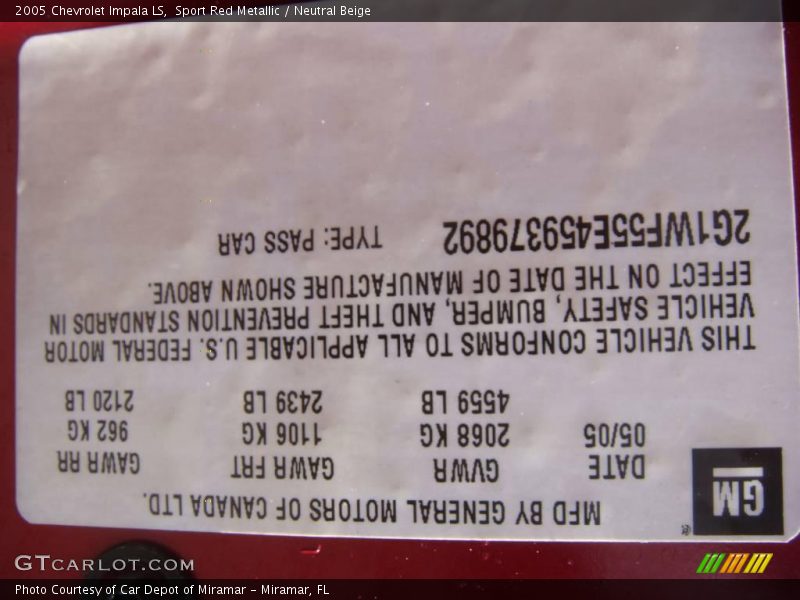 2005 Chevrolet Impala LS, Sport Red Metallic / Neutral Beige
GM
MFD BY GENERAL MOTORS OF CANADA LTD.
DATE GVWR GAWR FRT GAWR RR
05/05 2068 KG 1106 KG 962 KG
4559 LB 2439 LB 2120 LB
THIS VEHICLE CONFORMS TO ALL APPLICABLE U.S. FEDERAL MOTOR
VEHICLE SAFETY, BUMPER, AND THEFT PREVENTION STANDARDS IN
EFFECT ON THE DATE OF MANUFACTURE SHOWN ABOVE.
2G1WF55E459379892 TYPE: PASS CAR
GTCARLOT.COM
Photo Courtesy of Car Depot of Miramar - Miramar, FL